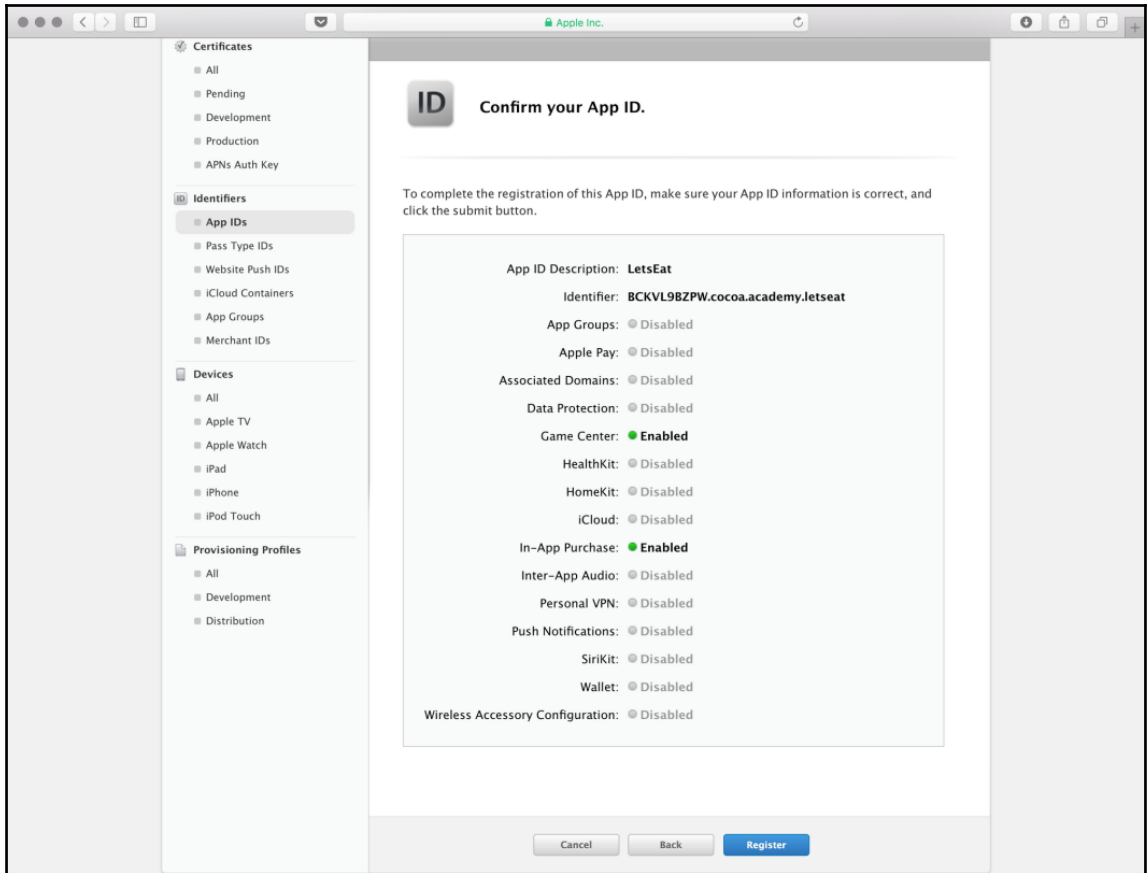 Apple Inc.
Certificates
All
Pending
Development
Production
APNs Auth Key
Identifiers
App IDs
Pass Type IDs
Website Push IDs
iCloud Containers
App Groups
Merchant IDs
Devices
All
Apple TV
Apple Watch
iPad
iPhone
iPod Touch
Provisioning Profiles
All
Development
Distribution
ID
Confirm your App ID.
To complete the registration of this App ID, make sure your App ID information is correct, and
click the submit button.
App ID Description: LetsEat
Identifier: BCKVL9BZPW.cocoa.academy.letseat
App Groups: Disabled
Apple Pay: Disabled
Associated Domains: Disabled
Data Protection: Disabled
Game Center: Enabled
HealthKit: Disabled
HomeKit: Disabled
iCloud: Disabled
In-App Purchase: Enabled
Inter-App Audio: Disabled
Personal VPN: Disabled
Push Notifications: Disabled
SiriKit: Disabled
Wallet: Disabled
Wireless Accessory Configuration: Disabled
Cancel
Back
Register